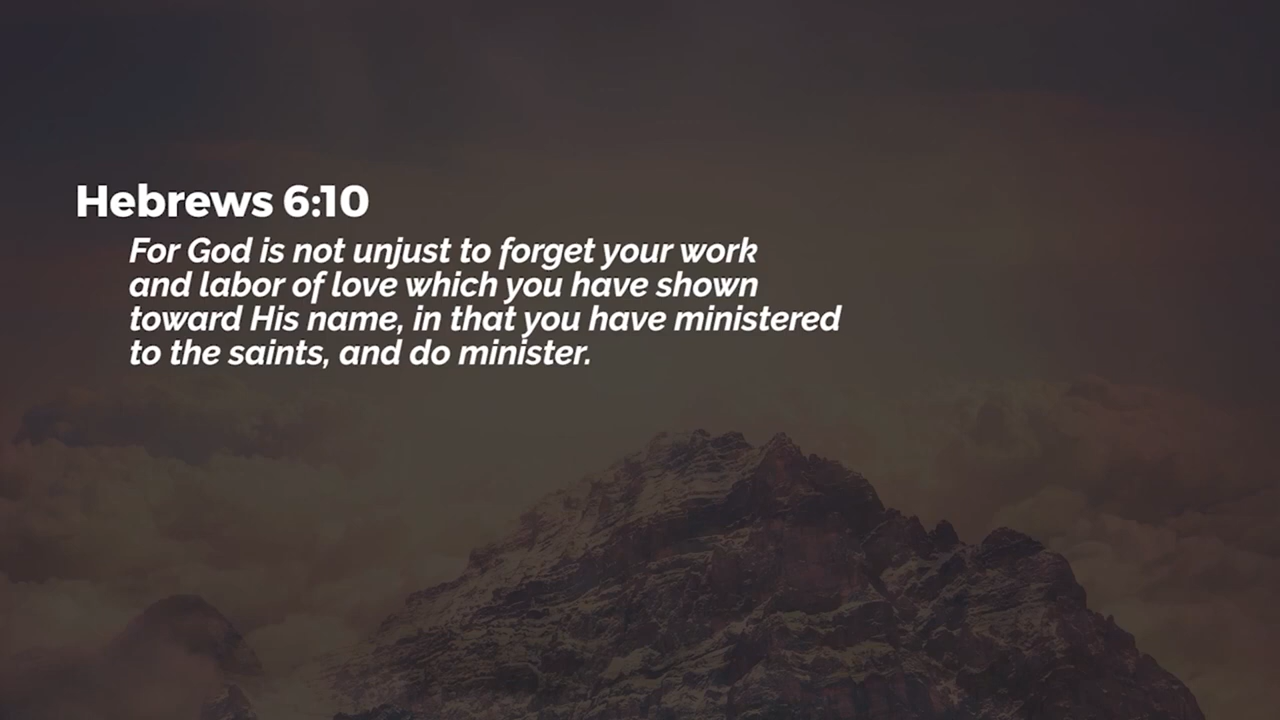 Hebrews 6:10
For God is not unjust to forget your work
and labor of love which you have shown
toward His name, in that you have ministered
to the saints, and do minister.